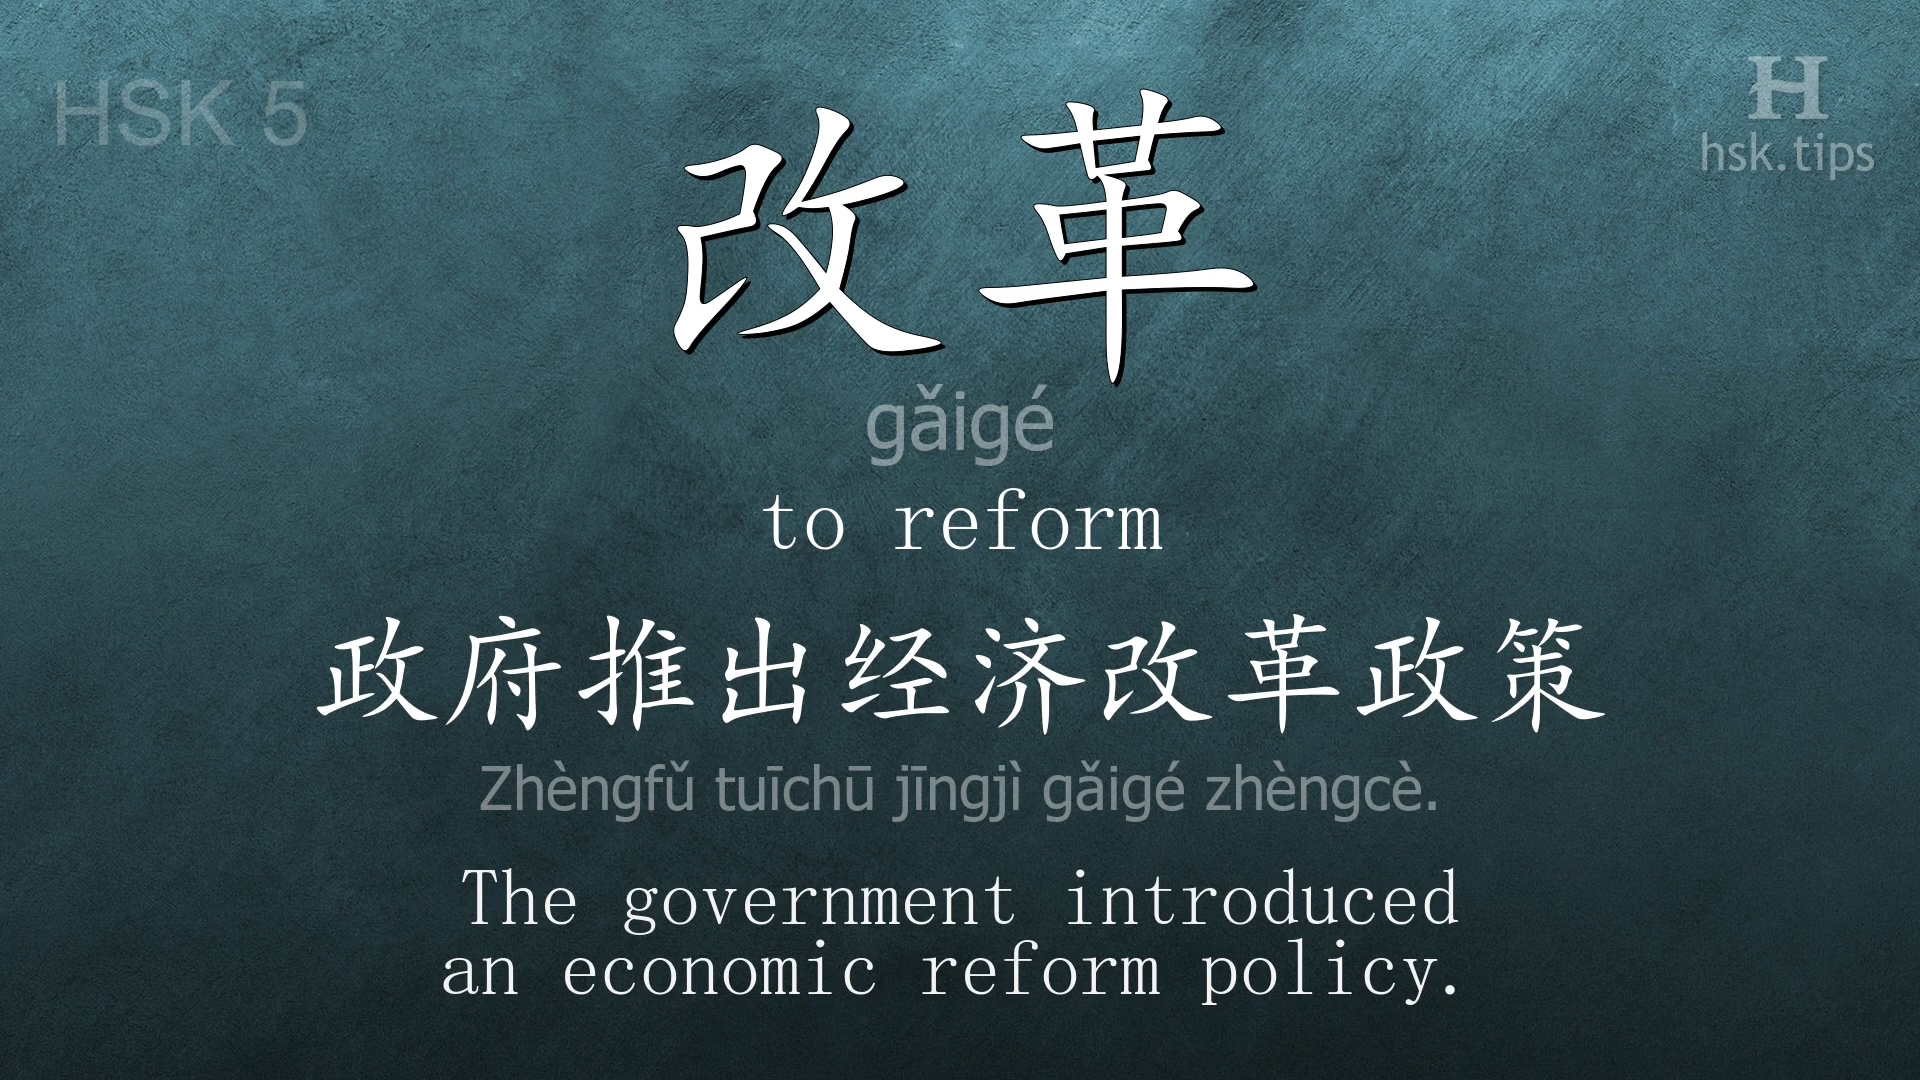 HSK 5
H
hsk.tips
改革
gǎigé
to reform
政府推出经济改革政策
Zhèngfǔ tuīchū jīngjì gǎigé zhèngcè.
The government introduced
an economic reform policy.